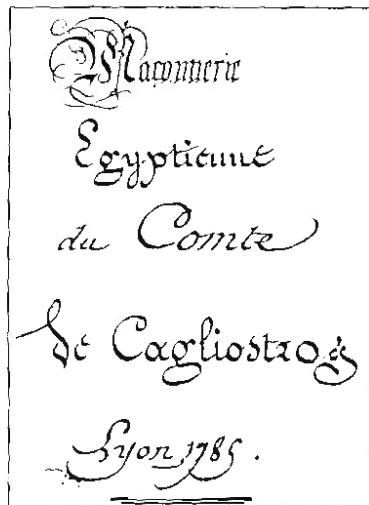 Maçonnerie
Egyptienne
du Comte
de Cagliostro
Lyon 1785.